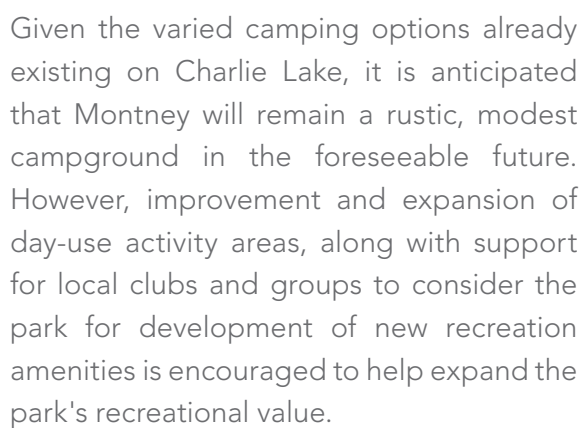 Given the varied camping options already
existing on Charlie Lake, it is anticipated
that Montney will remain a rustic, modest
campground in the foreseeable future.
However, improvement and expansion of
day-use activity areas, along with support
for local clubs and groups to consider the
park for development of new recreation
amenities is encouraged to help expand the
park's recreational value.